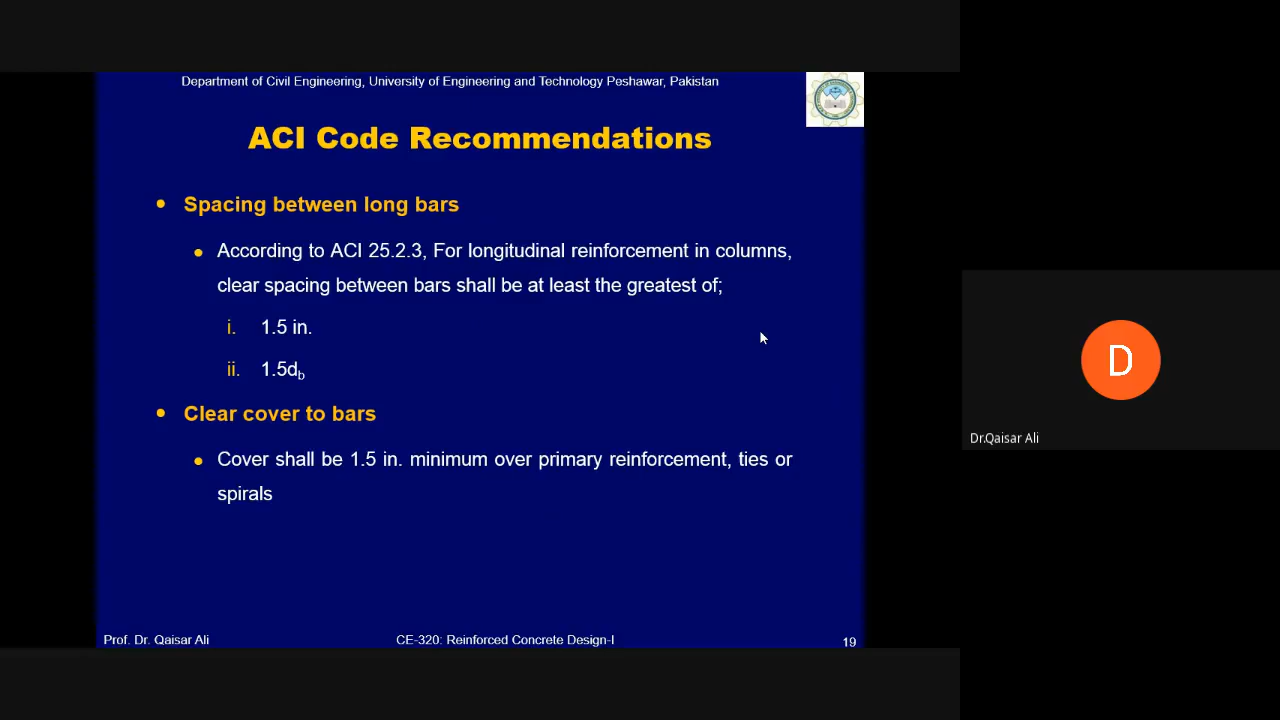 Department of Civil Engineering, University of Engineering and Technology Peshawar, Pakistan
ACI Code Recommendations
• Spacing between long bars
• According to ACI 25.2.3, For longitudinal reinforcement in columns,
clear spacing between bars shall be at least the greatest of;
i. 1.5 in.
ii. 1.5db
• Clear cover to bars
• Cover shall be 1.5 in. minimum over primary reinforcement, ties or
spirals
Prof. Dr. Qaisar Ali
CE-320: Reinforced Concrete Design-I
19
D
Dr.Qaisar Ali